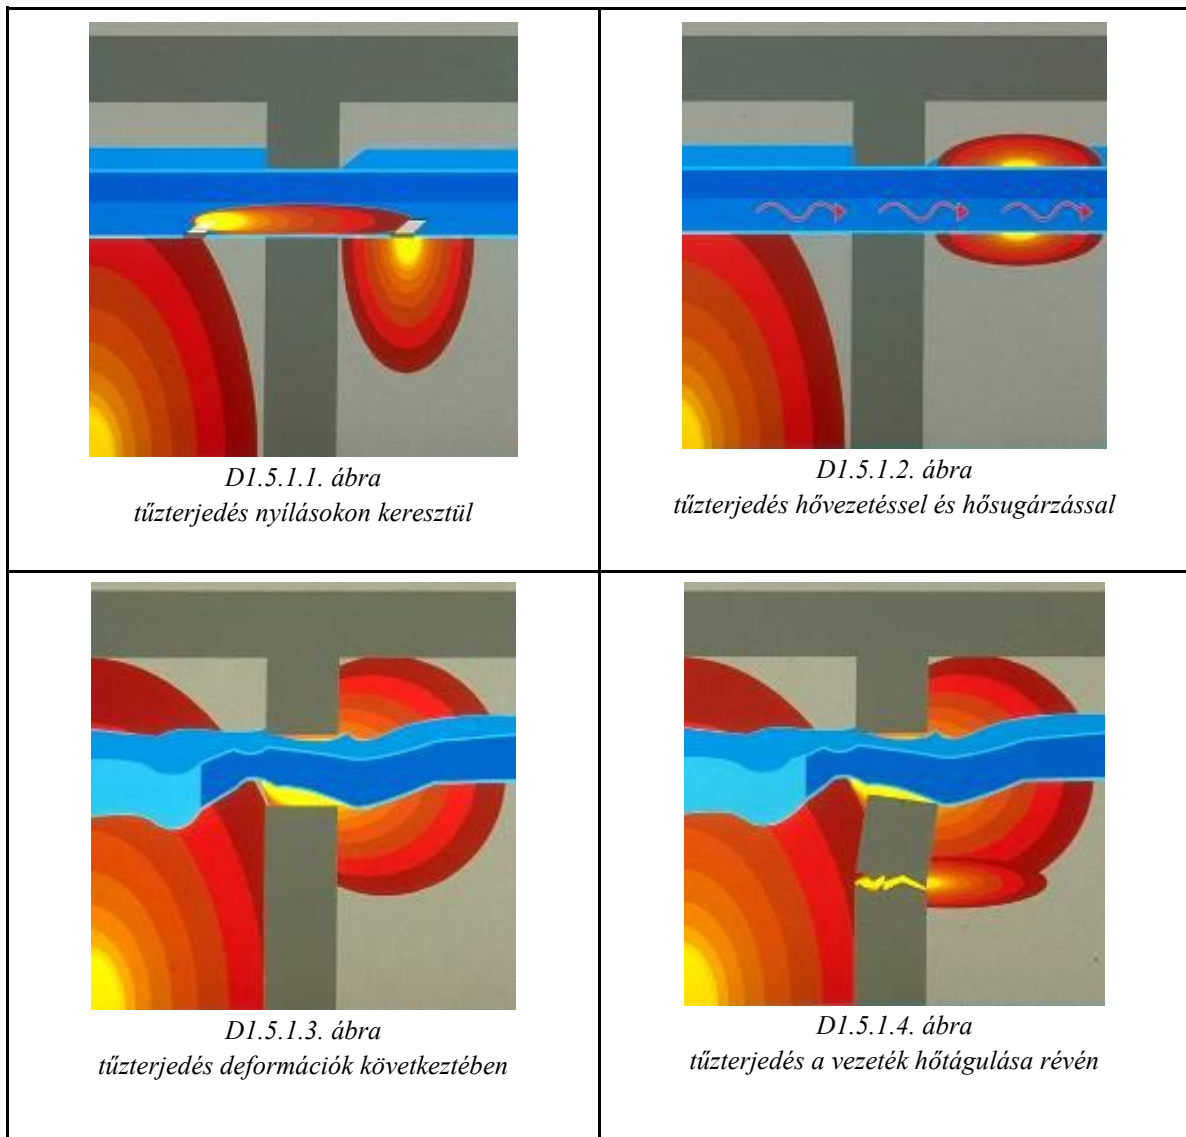 D1.5.1.1. ábra
tűzterjedés nyílásokon keresztül
D1.5.1.2. ábra
tűzterjedés hővezetéssel és hősugárzással
D1.5.1.3. ábra
tűzterjedés deformációk következtében
D1.5.1.4. ábra
tűzterjedés a vezeték hőtágulása révén